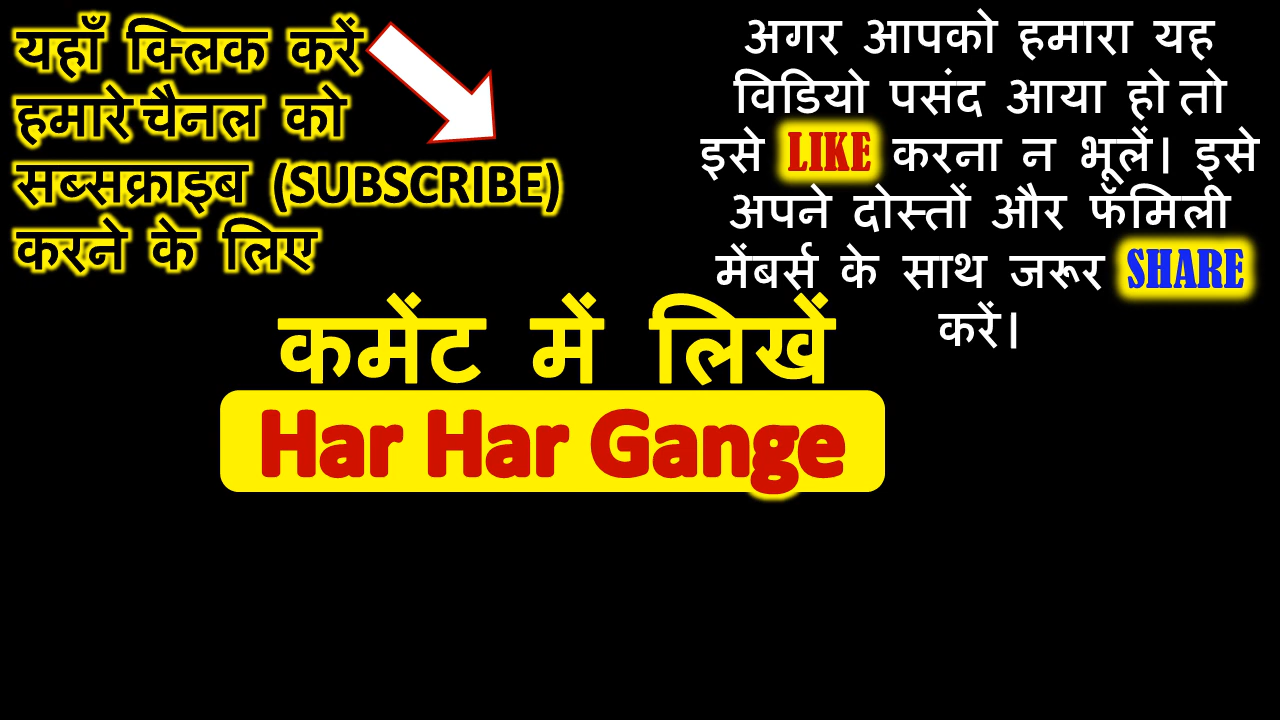 यहाँ क्लिक करें
हमारे चैनल को
सब्सक्राइब (SUBSCRIBE)
करने के लिए
अगर आपको हमारा यह
विडियो पसंद आया हो तो
इसे LIKE करना न भूलें। इसे
अपने दोस्तों और फॅमिली
मेंबर्स के साथ जरूर SHARE
करें।
कमेंट में लिखें
Har Har Gange